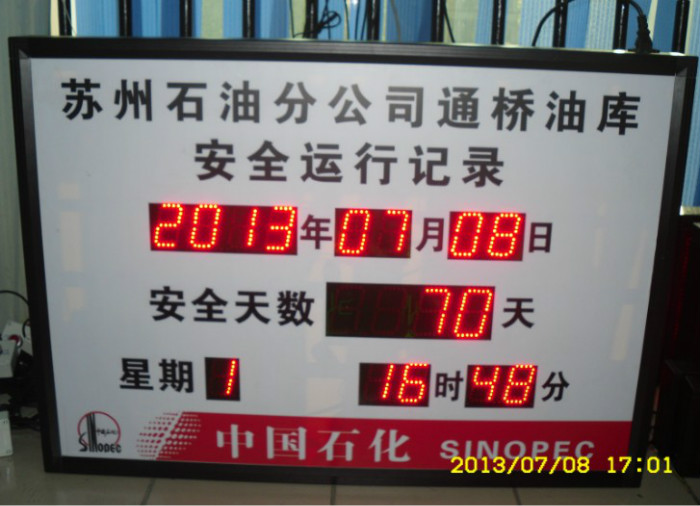 苏州石油分公司通桥油库
安全运行记录
2013年07月08日
安全天数 70天
星期 1 16时48分
中国石化 SINOPEC
SINOPEC
2013/07/08 17:01